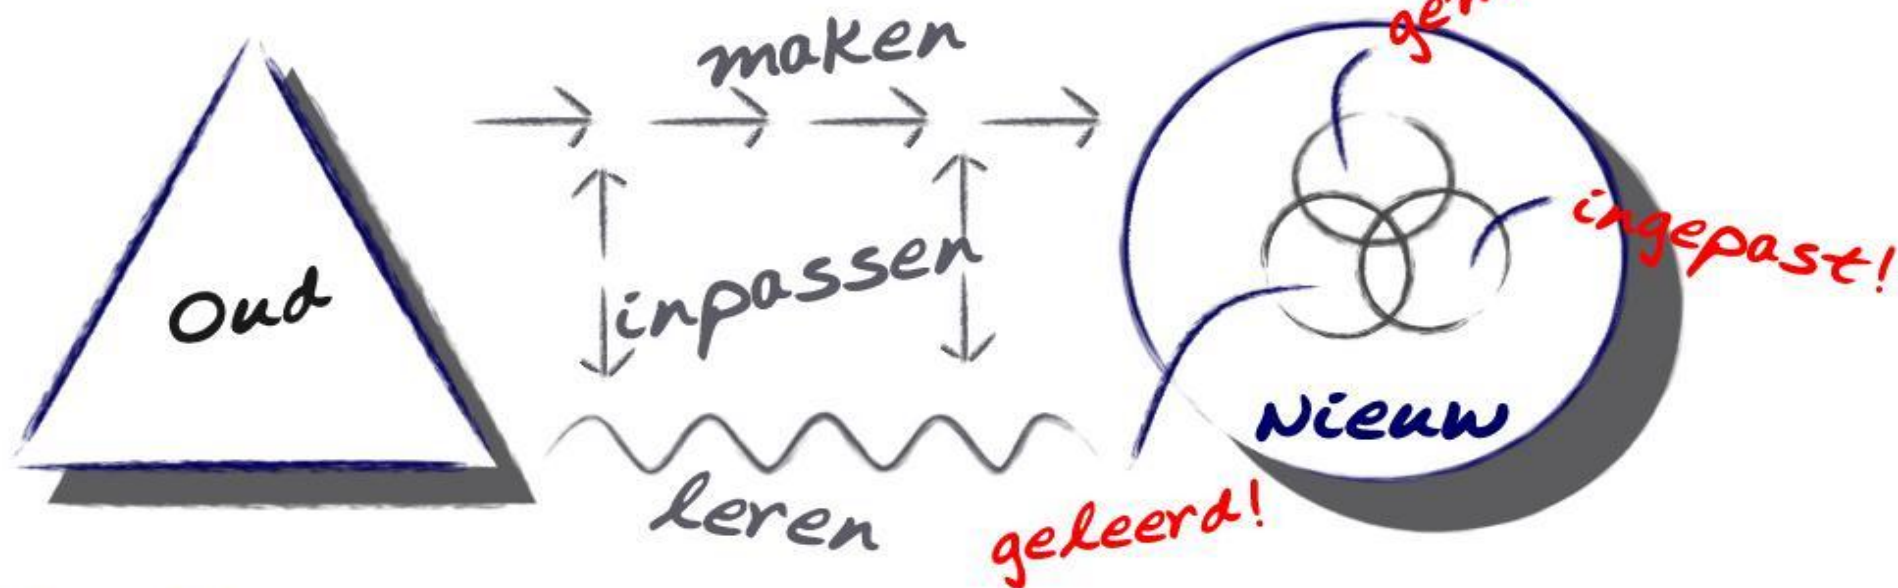 maken
Oud
inpassen
ingepast!
Nieuw
leren
geleerd!